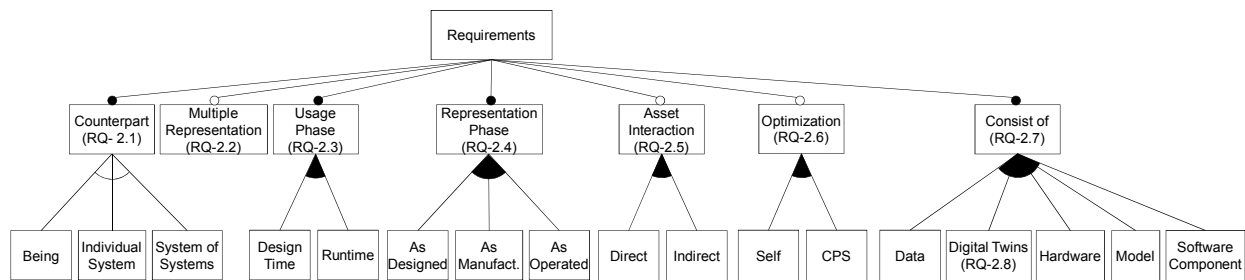 Requirements
Counterpart
(RQ- 2.1)
Multiple
Representation
(RQ-2.2)
Usage
Phase
(RQ-2.3)
Representation
Phase
(RQ-2.4)
Asset
Interaction
(RQ-2.5)
Optimization
(RQ-2.6)
Consist of
(RQ-2.7)
Being
Individual
System
System of
Systems
Design
Time
Runtime
As
Designed
As
Manufact.
As
Operated
Direct
Indirect
Self
CPS
Data
Digital Twins
(RQ-2.8)
Hardware
Model
Software
Component